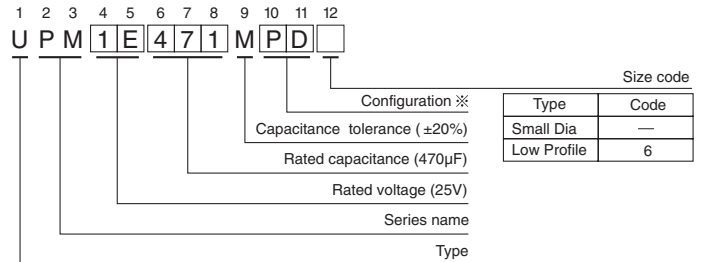 1 2 3 4 5 6 7 8 9 10 11 12
U P M 1 E 4 7 1 M P D
Size code
Configuration ※
Capacitance tolerance (±20%)
Rated capacitance (470μF)
Rated voltage (25V)
Series name
Type
Type Code
Small Dia —
Low Profile 6